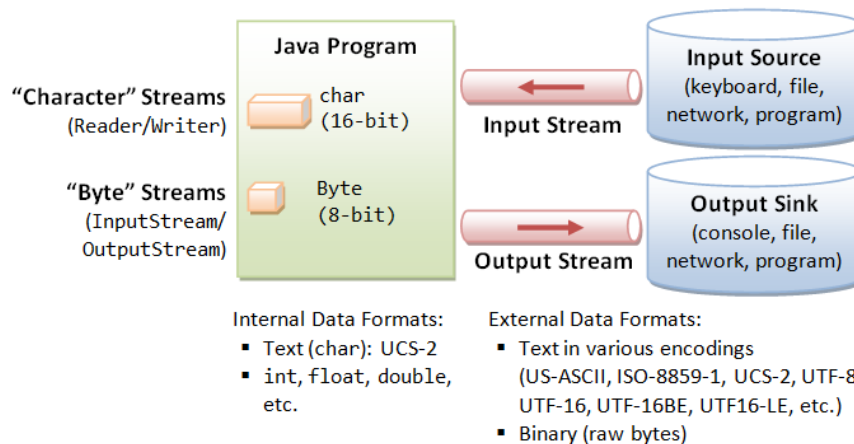 Java Program
"Character" Streams
(Reader/Writer)
char
(16-bit)
"Byte" Streams
(InputStream/
OutputStream)
Byte
(8-bit)
Input Stream
Output Stream
Input Source
(keyboard, file,
network, program)
Output Sink
(console, file,
network, program)
Internal Data Formats:
▪ Text (char): UCS-2
▪ int, float, double,
etc.
External Data Formats:
▪ Text in various encodings
(US-ASCII, ISO-8859-1, UCS-2, UTF-8
UTF-16, UTF-16BE, UTF16-LE, etc.)
▪ Binary (raw bytes)